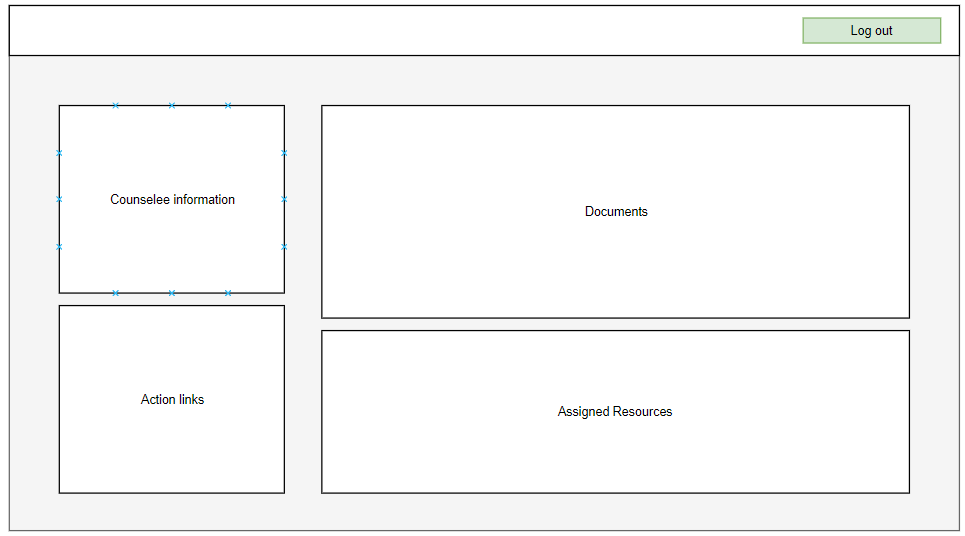 Log out
Counselee information
Documents
Action links
Assigned Resources